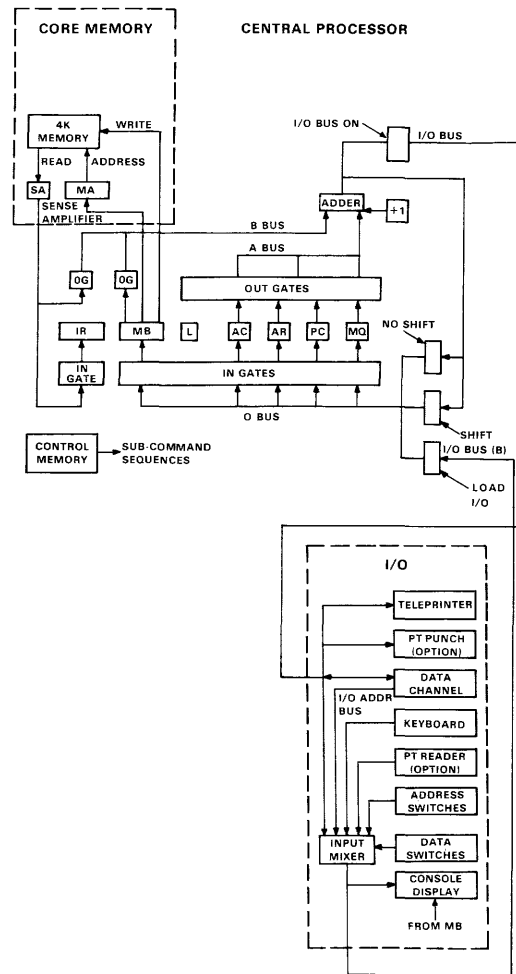 CORE MEMORY
CENTRAL PROCESSOR
4K
MEMORY
WRITE
READ
ADDRESS
SA
MA
SENSE
AMPLIFIER
I/O BUS ON
I/O BUS
ADDER
+1
B BUS
A BUS
0G
0G
OUT GATES
IR
MB
L
AC
AR
PC
MQ
NO SHIFT
IN
GATE
IN GATES
O BUS
SHIFT
I/O BUS (B)
LOAD
I/O
CONTROL
MEMORY
SUB-COMMAND
SEQUENCES
I/O
TELEPRINTER
PT PUNCH
(OPTION)
DATA
CHANNEL
I/O ADDR
BUS
KEYBOARD
PT READER
(OPTION)
ADDRESS
SWITCHES
INPUT
MIXER
DATA
SWITCHES
CONSOLE
DISPLAY
FROM MB